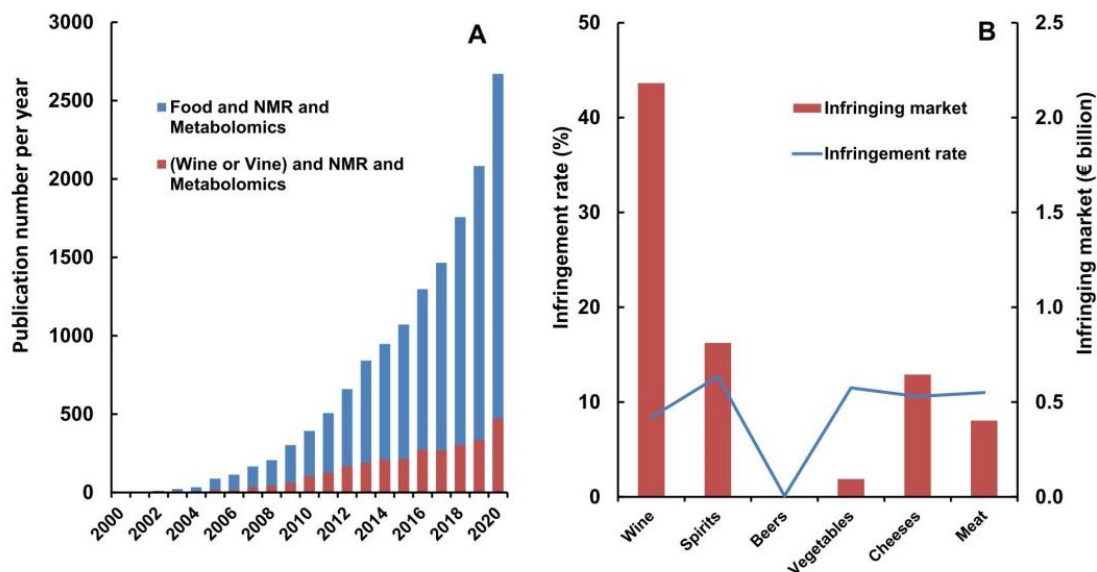 3000
2500
2000
1500
1000
500
0
Publication number per year
A
Food and NMR and
Metabolomics
(Wine or Vine) and NMR and
Metabolomics
2000
2002
2004
2006
2008
2010
2012
2014
2016
2018
2020
50
40
30
20
10
0
Infringement rate (%)
B
Infringing market
Infringement rate
2.5
2.0
1.5
1.0
0.5
0.0
Infringing market (€ billion)
Wine
Spirits
Beers
Vegetables
Cheeses
Meat